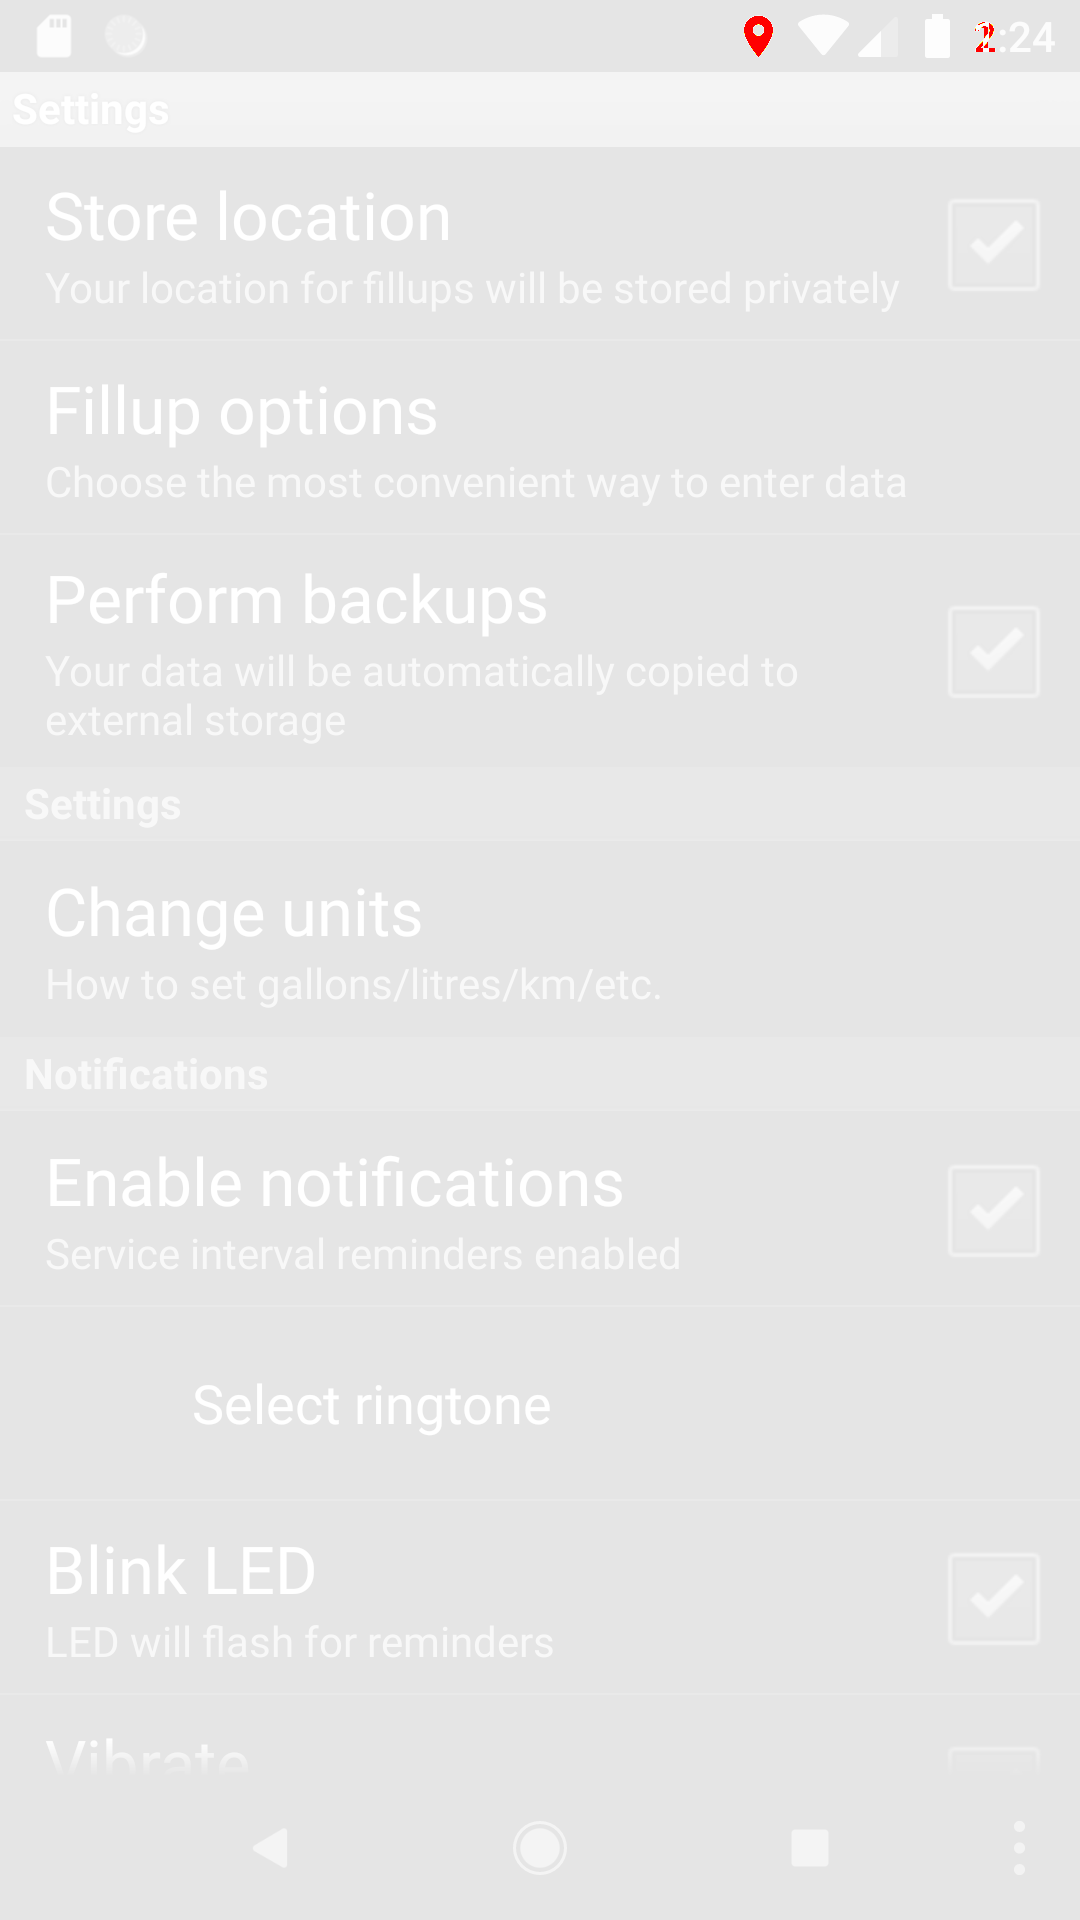 :24
Settings
Store location
Your location for fillups will be stored privately
Fillup options
Choose the most convenient way to enter data
Perform backups
Your data will be automatically copied to
external storage
Settings
Change units
How to set gallons/litres/km/etc.
Notifications
Enable notifications
Service interval reminders enabled
Select ringtone
Blink LED
LED will flash for reminders
Vibrate